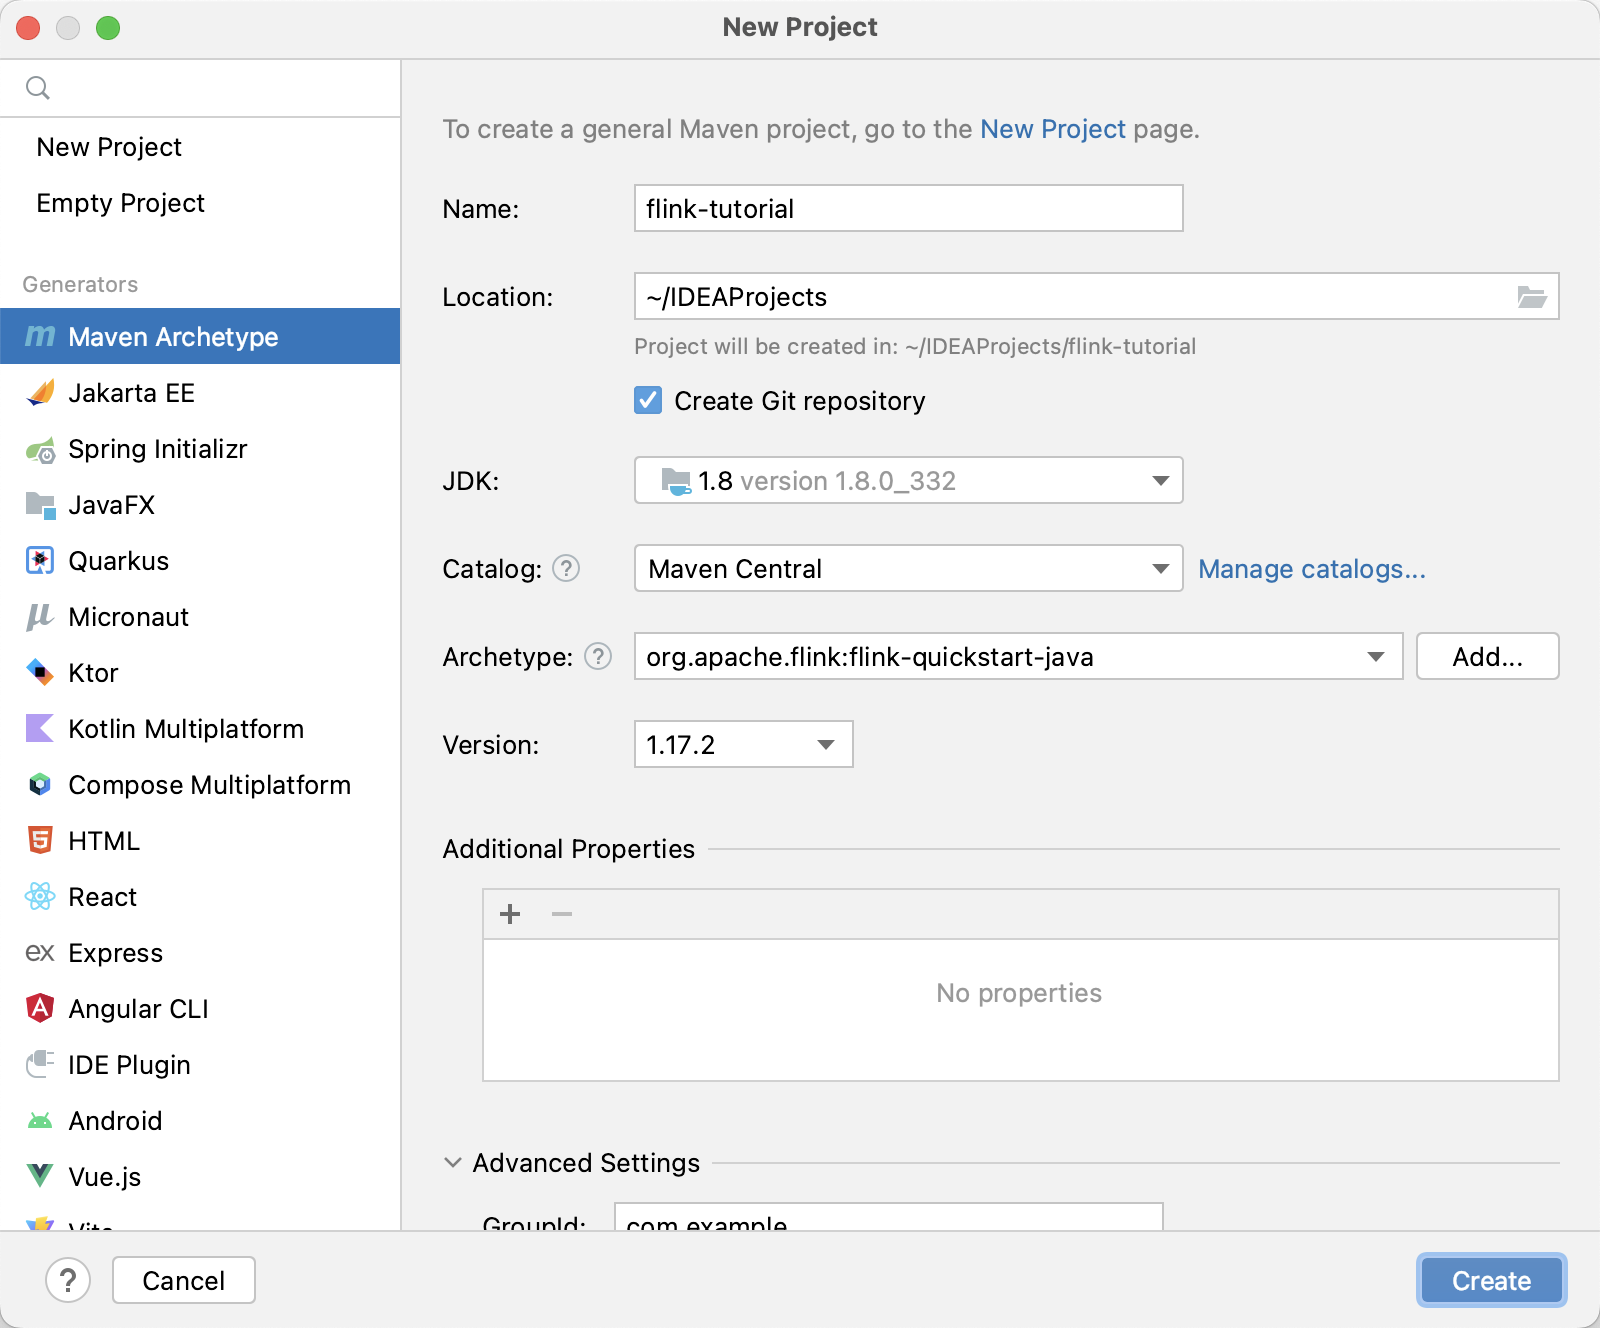 New Project
New Project
Empty Project
Generators
Maven Archetype
Jakarta EE
Spring Initializr
JavaFX
Quarkus
Micronaut
Ktor
Kotlin Multiplatform
Compose Multiplatform
HTML
React
ex Express
Angular CLI
IDE Plugin
Android
Vue.js
Vite
To create a general Maven project, go to the New Project page.
Name: flink-tutorial
Location: ~/IDEAProjects
Project will be created in: ~/IDEAProjects/flink-tutorial
Create Git repository
JDK: 1.8 version 1.8.0_332
Catalog: ? Maven Central Manage catalogs...
Archetype: ? org.apache.flink:flink-quickstart-java Add...
Version: 1.17.2
Additional Properties
No properties
Advanced Settings
GroupId: com.example
? Cancel Create